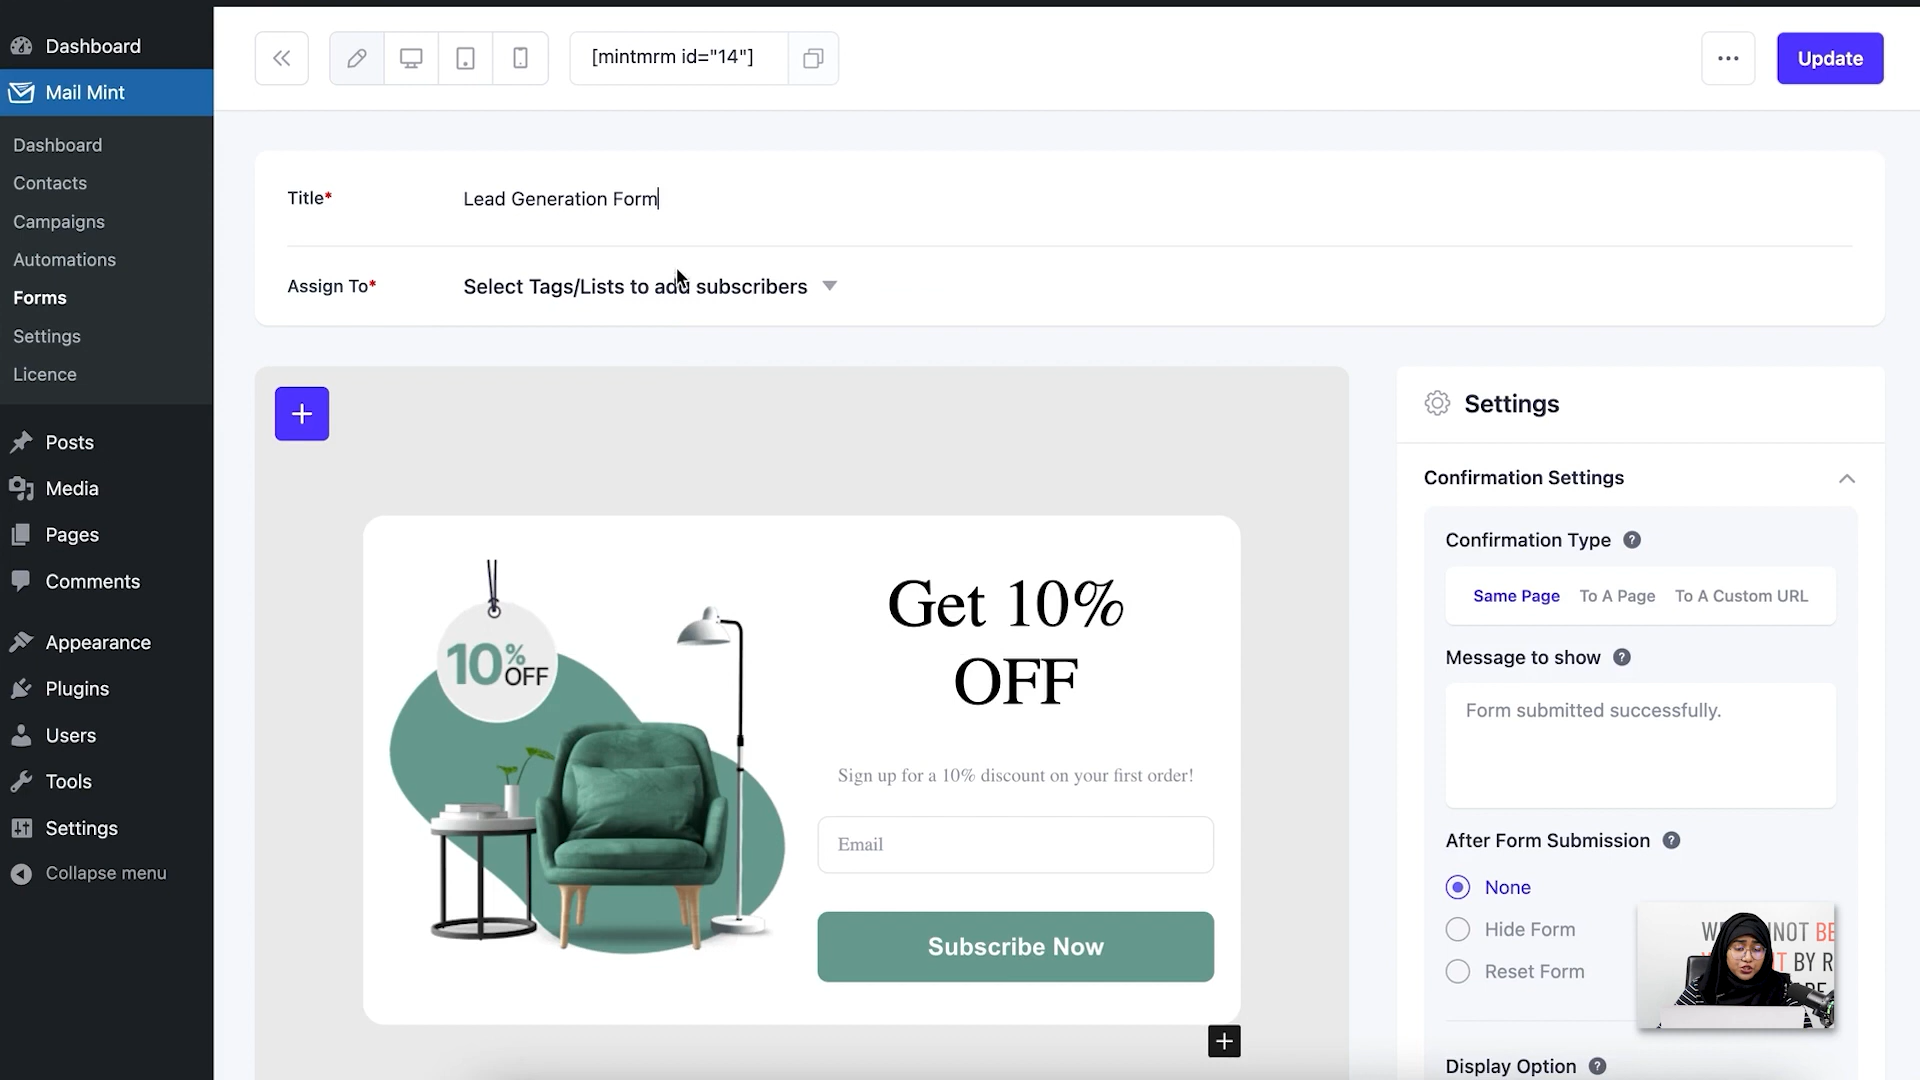 Dashboard
Mail Mint
Dashboard
Contacts
Campaigns
Automations
Forms
Settings
Licence
Posts
Media
Pages
Comments
Appearance
Plugins
Users
Tools
Settings
Collapse menu
[mintmrm id="14"]
Update
Title*
Lead Generation Form
Assign To*
Select Tags/Lists to add subscribers
10% OFF
Get 10%
OFF
Sign up for a 10% discount on your first order!
Email
Subscribe Now
Settings
Confirmation Settings
Confirmation Type ?
Same Page To A Page To A Custom URL
Message to show ?
Form submitted successfully.
After Form Submission ?
None
Hide Form
Reset Form
Display Option ?
NOT BE
BY R